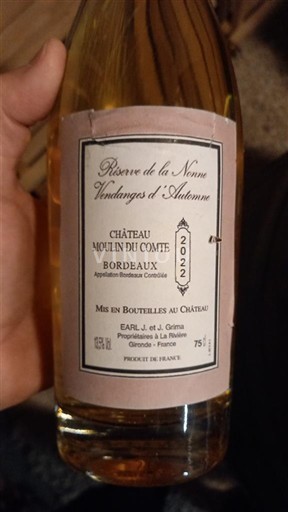 Réserve de la Nonne
Vendanges d'Automne
CHÂTEAU
MOULIN DU COMTE
2022
BORDEAUX
Appellation Bordeaux Contrôlée
MIS EN BOUTEILLES AU CHÂTEAU
EARL J. et J. Grima
Propriétaires à La Rivière
Gironde - France
75
PRODUIT DE FRANCE